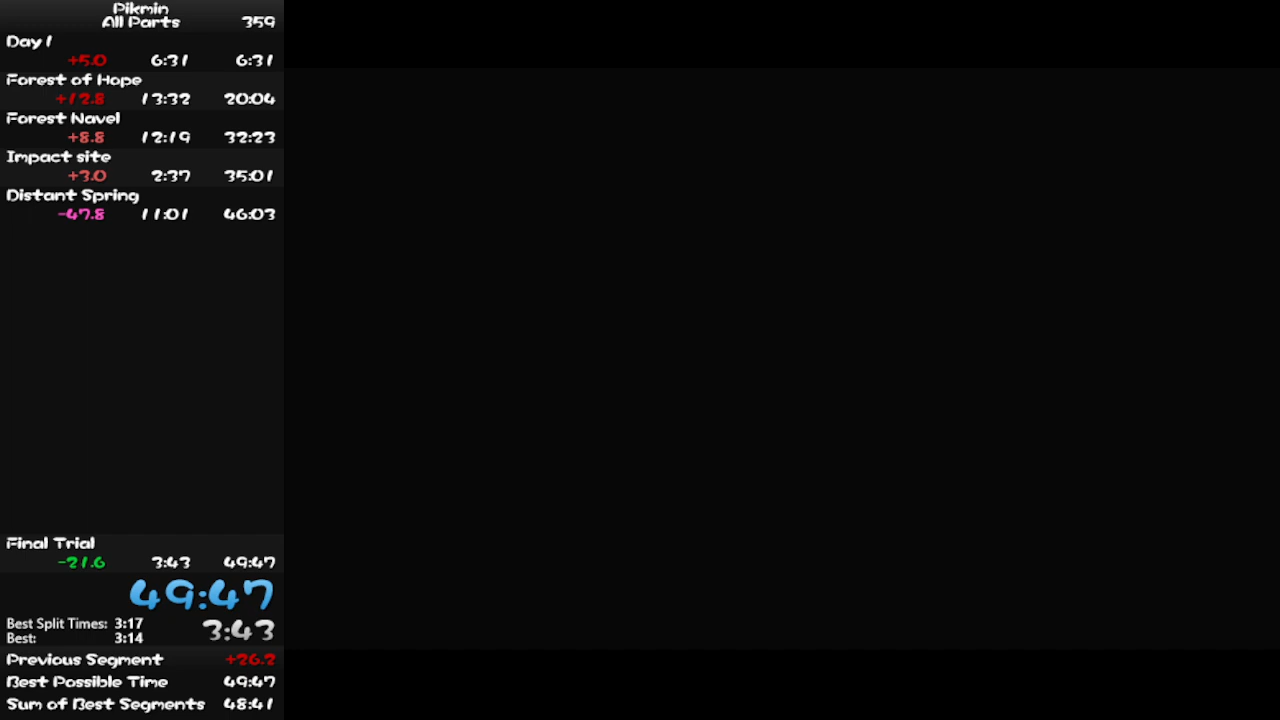 Pikmin
All Parts 359
Day 1
+5.0 6:31 6:31
Forest of Hope
+12.8 13:32 20:04
Forest Navel
+8.8 12:19 32:23
Impact site
+3.0 2:37 35:01
Distant Spring
-47.8 11:01 46:03
Final Trial
-21.6 3:43 49:47
49:47
Best Split Times: 3:17
Best: 3:14
3:43
Previous Segment +26.2
Best Possible Time 49:47
Sum of Best Segments 48:41